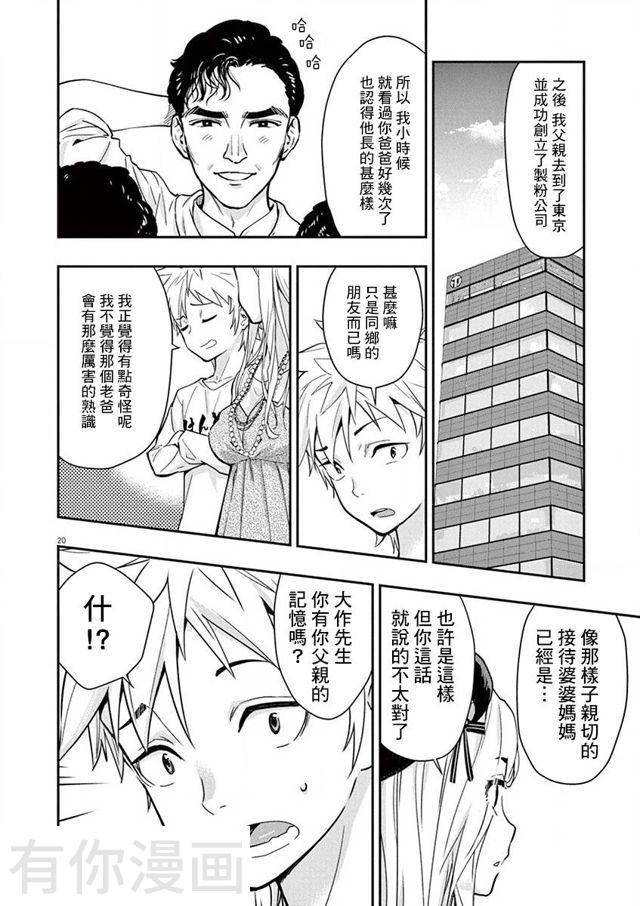 之後 我父親去到了東京
並成功創立了製粉公司
所以 我小時候
就看過你爸爸好幾次了
也認得他長的甚麼樣
哈
哈
哈
甚麼嘛
只是同鄉的
朋友而已嗎
我正覺得有點奇怪呢
我不覺得那個老爸
會有那麼厲害的熟識
20
像那樣子親切的
接待婆婆媽媽
已經是…
也許是這樣
但你這話
就說的不太對了
大作先生
你有你父親的
記憶嗎？
什
!?
有你漫画